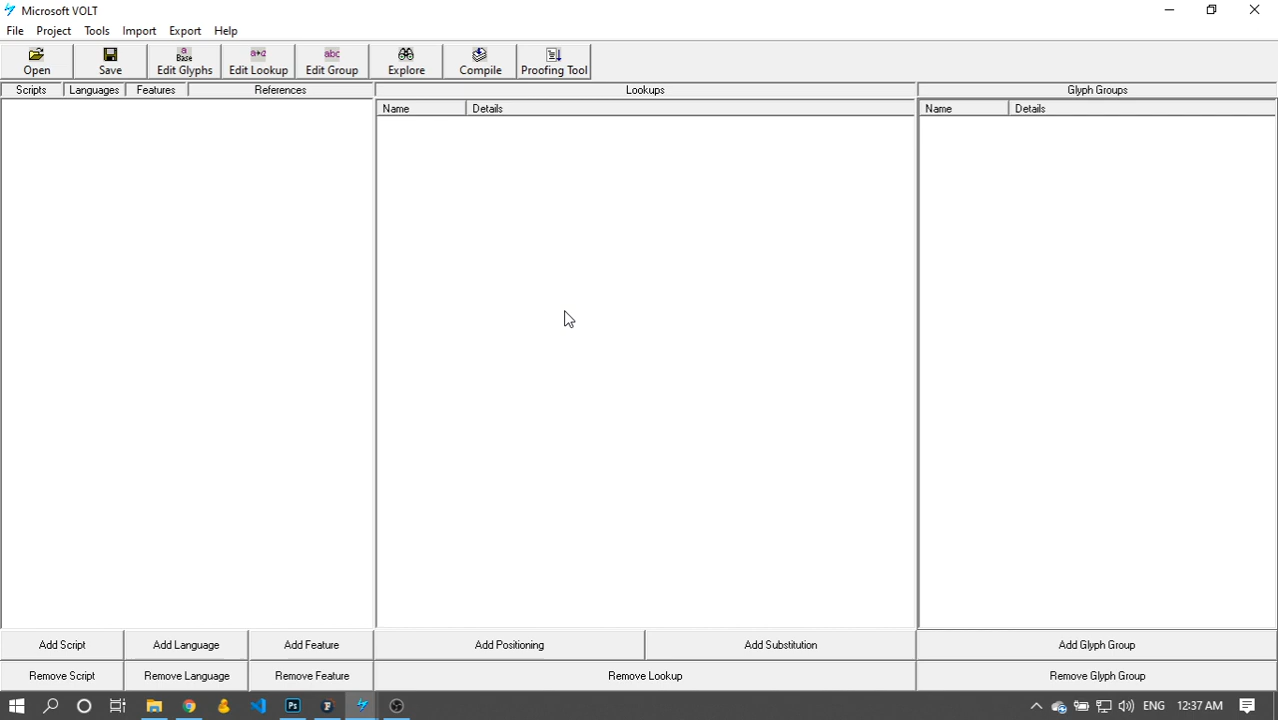 Microsoft VOLT
File Project Tools Import Export Help
Open Save Edit Glyphs Edit Lookup Edit Group Explore Compile Proofing Tool
Scripts Languages Features References Lookups Glyph Groups
Name Details Name Details
Add Script Add Language Add Feature Add Positioning Add Substitution Add Glyph Group
Remove Script Remove Language Remove Feature Remove Lookup Remove Glyph Group
ENG 12:37 AM